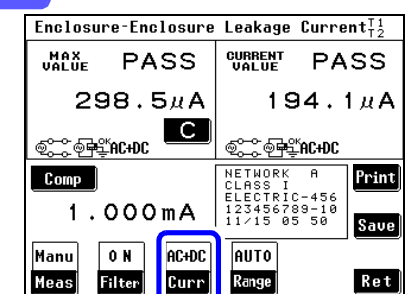 Enclosure-Enclosure Leakage Current T1 T2
MAX VALUE PASS
298.5μA
C
OK AC+DC
CURRENT VALUE PASS
194.1μA
OK AC+DC
Comp
1.000mA
NETWORK A
CLASS I
ELECTRIC-456
123456789-10
11/15 05 50
Print
Save
Manu ON AC+DC AUTO
Meas Filter Curr Range Ret